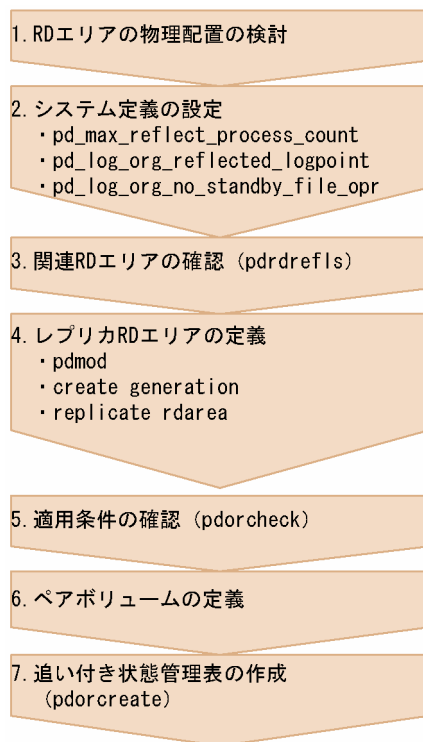 1. RDエリアの物理配置の検討
2. システム定義の設定
・pd_max_reflect_process_count
・pd_log_org_reflected_logpoint
・pd_log_org_no_standby_file_opr
3. 関連RDエリアの確認（pdrdrefls）
4. レプリカRDエリアの定義
・pdmod
・create generation
・replicate rdarea
5. 適用条件の確認（pdorcheck）
6. ペアボリュームの定義
7. 追い付き状態管理表の作成
（pdorcreate）